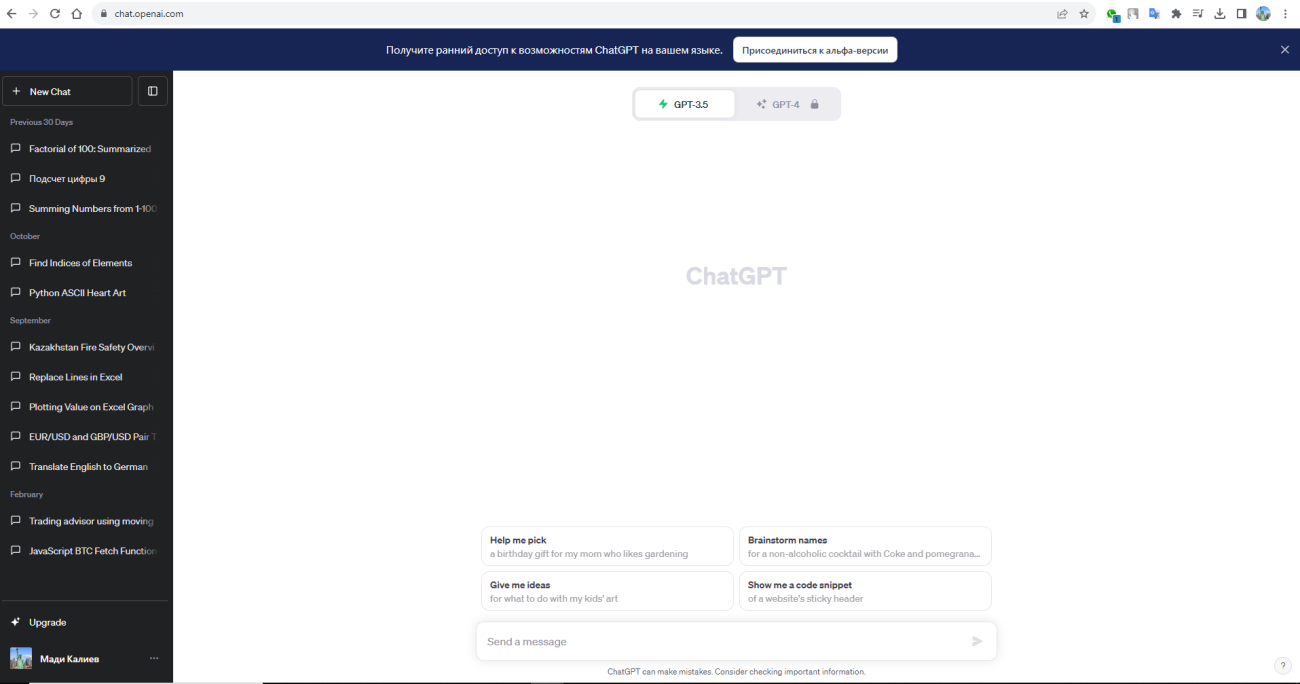 chat.openai.com
Получите ранний доступ к возможностям ChatGPT на вашем языке.
Присоединиться к альфа-версии
New Chat
Previous 30 Days
Factorial of 100: Summarized
Подсчет цифры 9
Summing Numbers from 1-100
October
Find Indices of Elements
Python ASCII Heart Art
September
Kazakhstan Fire Safety Overvi
Replace Lines in Excel
Plotting Value on Excel Graph
EUR/USD and GBP/USD Pair T
Translate English to German
February
Trading advisor using moving
JavaScript BTC Fetch Function
Upgrade
Мади Калиев
GPT-3.5
GPT-4
ChatGPT
Help me pick
a birthday gift for my mom who likes gardening
Brainstorm names
for a non-alcoholic cocktail with Coke and pomegrana...
Give me ideas
for what to do with my kids' art
Show me a code snippet
of a website's sticky header
Send a message
ChatGPT can make mistakes. Consider checking important information.
?